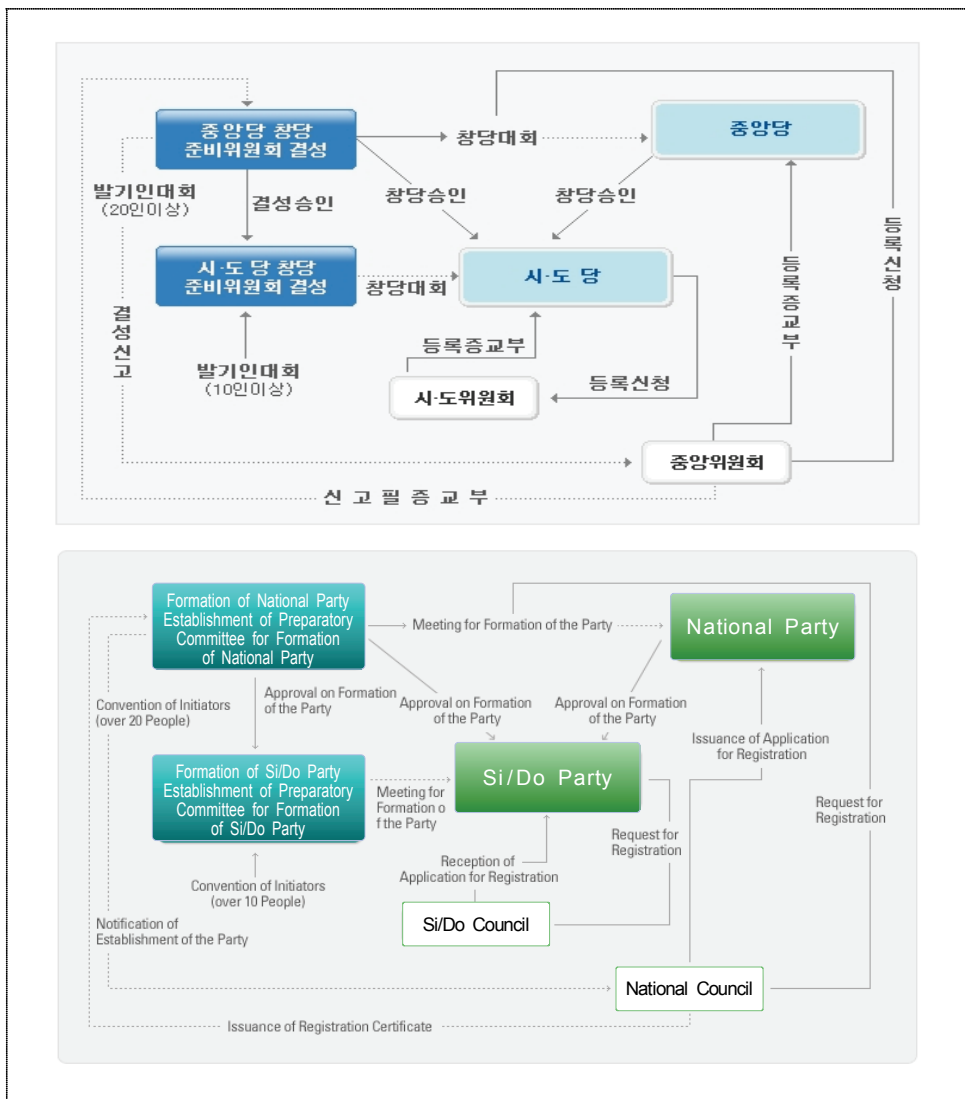 중앙당 창당
준비위원회 결성
창당대회
중앙당
발기인대회
(20인이상)
결성승인
창당승인
창당승인
등록신청
등록증교부
시·도 당 창당
준비위원회 결성
창당대회
시·도 당
결성신고
발기인대회
(10인이상)
등록증교부
시·도위원회
등록신청
중앙위원회
신 고 필 증 교 부
Formation of National Party
Establishment of Preparatory
Committee for Formation
of National Party
Meeting for Formation of the Party
National Party
Convention of Initiators
(over 20 People)
Approval on Formation
of the Party
Approval on Formation
of the Party
Approval on Formation
of the Party
Issuance of Application
for Registration
Formation of Si/Do Party
Establishment of Preparatory
Committee for Formation
of Si/Do Party
Meeting for
Formation o
f the Party
Si/Do Party
Request for
Registration
Request for
Registration
Reception of
Application for Registration
Convention of Initiators
(over 10 People)
Si/Do Council
Notification of
Establishment of the Party
National Council
Issuance of Registration Certificate